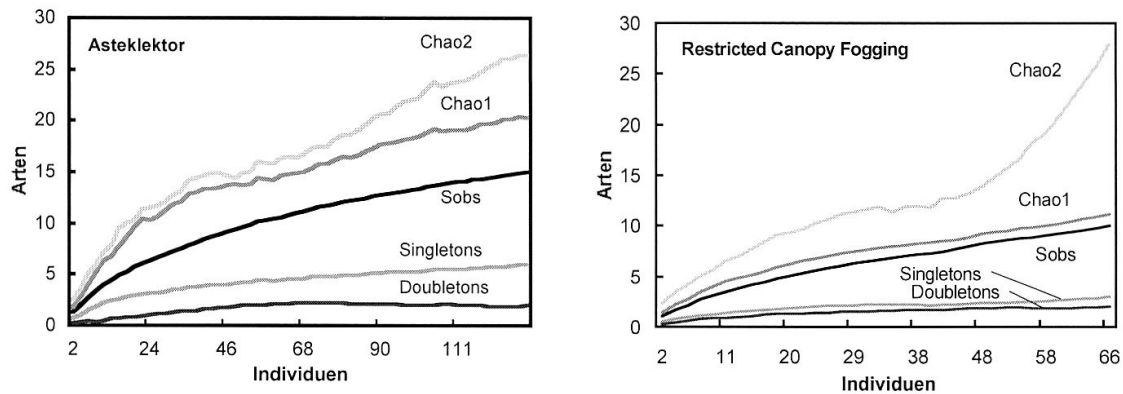 Asteklektor
Arten
30
25
20
15
10
5
0
Chao2
Chao1
Sobs
Singletons
Doubletons
2 24 46 68 90 111
Individuen
Restricted Canopy Fogging
Arten
30
25
20
15
10
5
0
Chao2
Chao1
Sobs
Singletons
Doubletons
2 11 20 29 38 48 58 66
Individuen